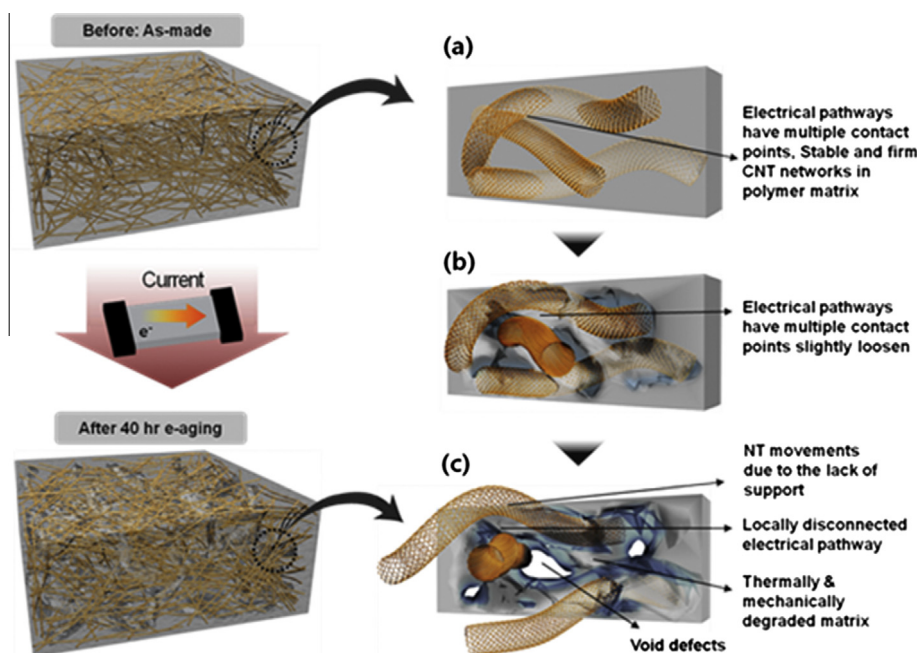 Before: As-made
(a)
Electrical pathways
have multiple contact
points, Stable and firm
CNT networks in
polymer matrix
Current
e-
(b)
Electrical pathways
have multiple contact
points slightly loosen
After 40 hr e-aging
(c)
NT movements
due to the lack of
support
Locally disconnected
electrical pathway
Thermally &
mechanically
degraded matrix
Void defects